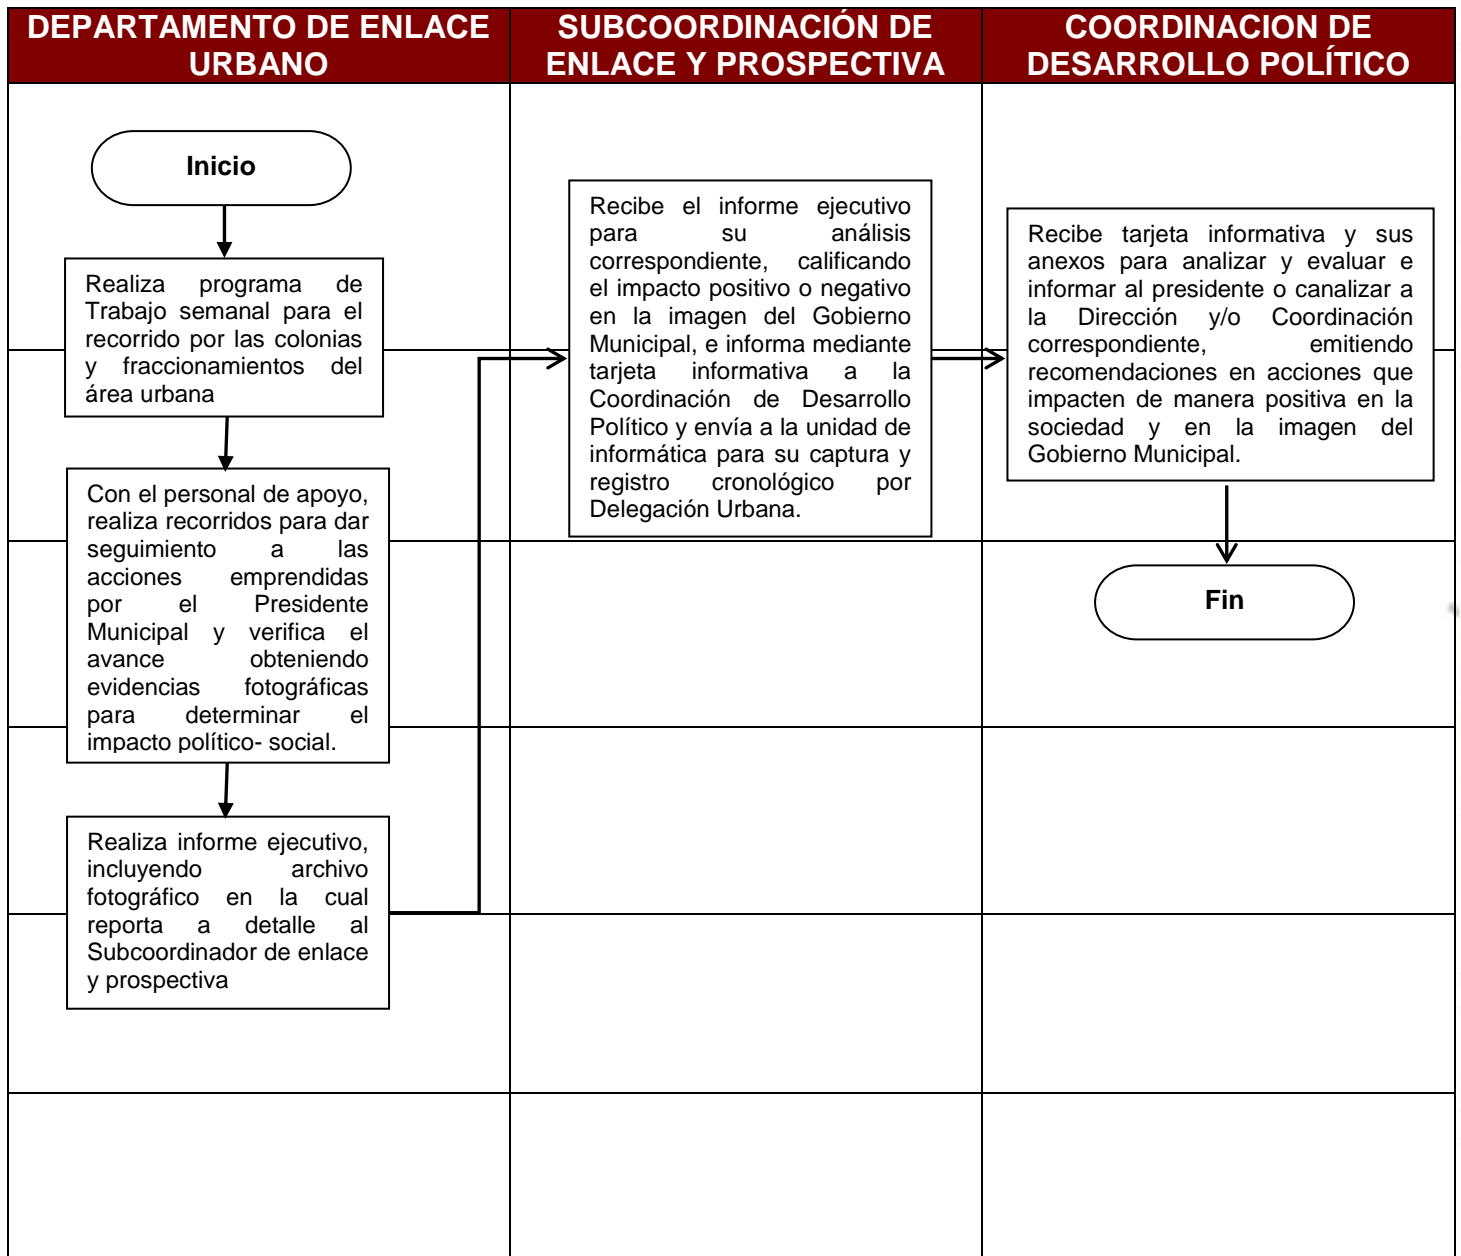 DEPARTAMENTO DE ENLACE
URBANO
SUBCOORDINACIÓN DE
ENLACE Y PROSPECTIVA
COORDINACION DE
DESARROLLO POLÍTICO
Inicio
Realiza programa de
Trabajo semanal para el
recorrido por las colonias
y fraccionamientos del
área urbana
Con el personal de apoyo,
realiza recorridos para dar
seguimiento a las
acciones emprendidas
por el Presidente
Municipal y verifica el
avance obteniendo
evidencias fotográficas
para determinar el
impacto político- social.
Realiza informe ejecutivo,
incluyendo archivo
fotográfico en la cual
reporta a detalle al
Subcoordinador de enlace
y prospectiva
Recibe el informe ejecutivo
para su análisis
correspondiente, calificando
el impacto positivo o negativo
en la imagen del Gobierno
Municipal, e informa mediante
tarjeta informativa a la
Coordinación de Desarrollo
Político y envía a la unidad de
informática para su captura y
registro cronológico por
Delegación Urbana.
Recibe tarjeta informativa y sus
anexos para analizar y evaluar e
informar al presidente o canalizar a
la Dirección y/o Coordinación
correspondiente, emitiendo
recomendaciones en acciones que
impacten de manera positiva en la
sociedad y en la imagen del
Gobierno Municipal.
Fin